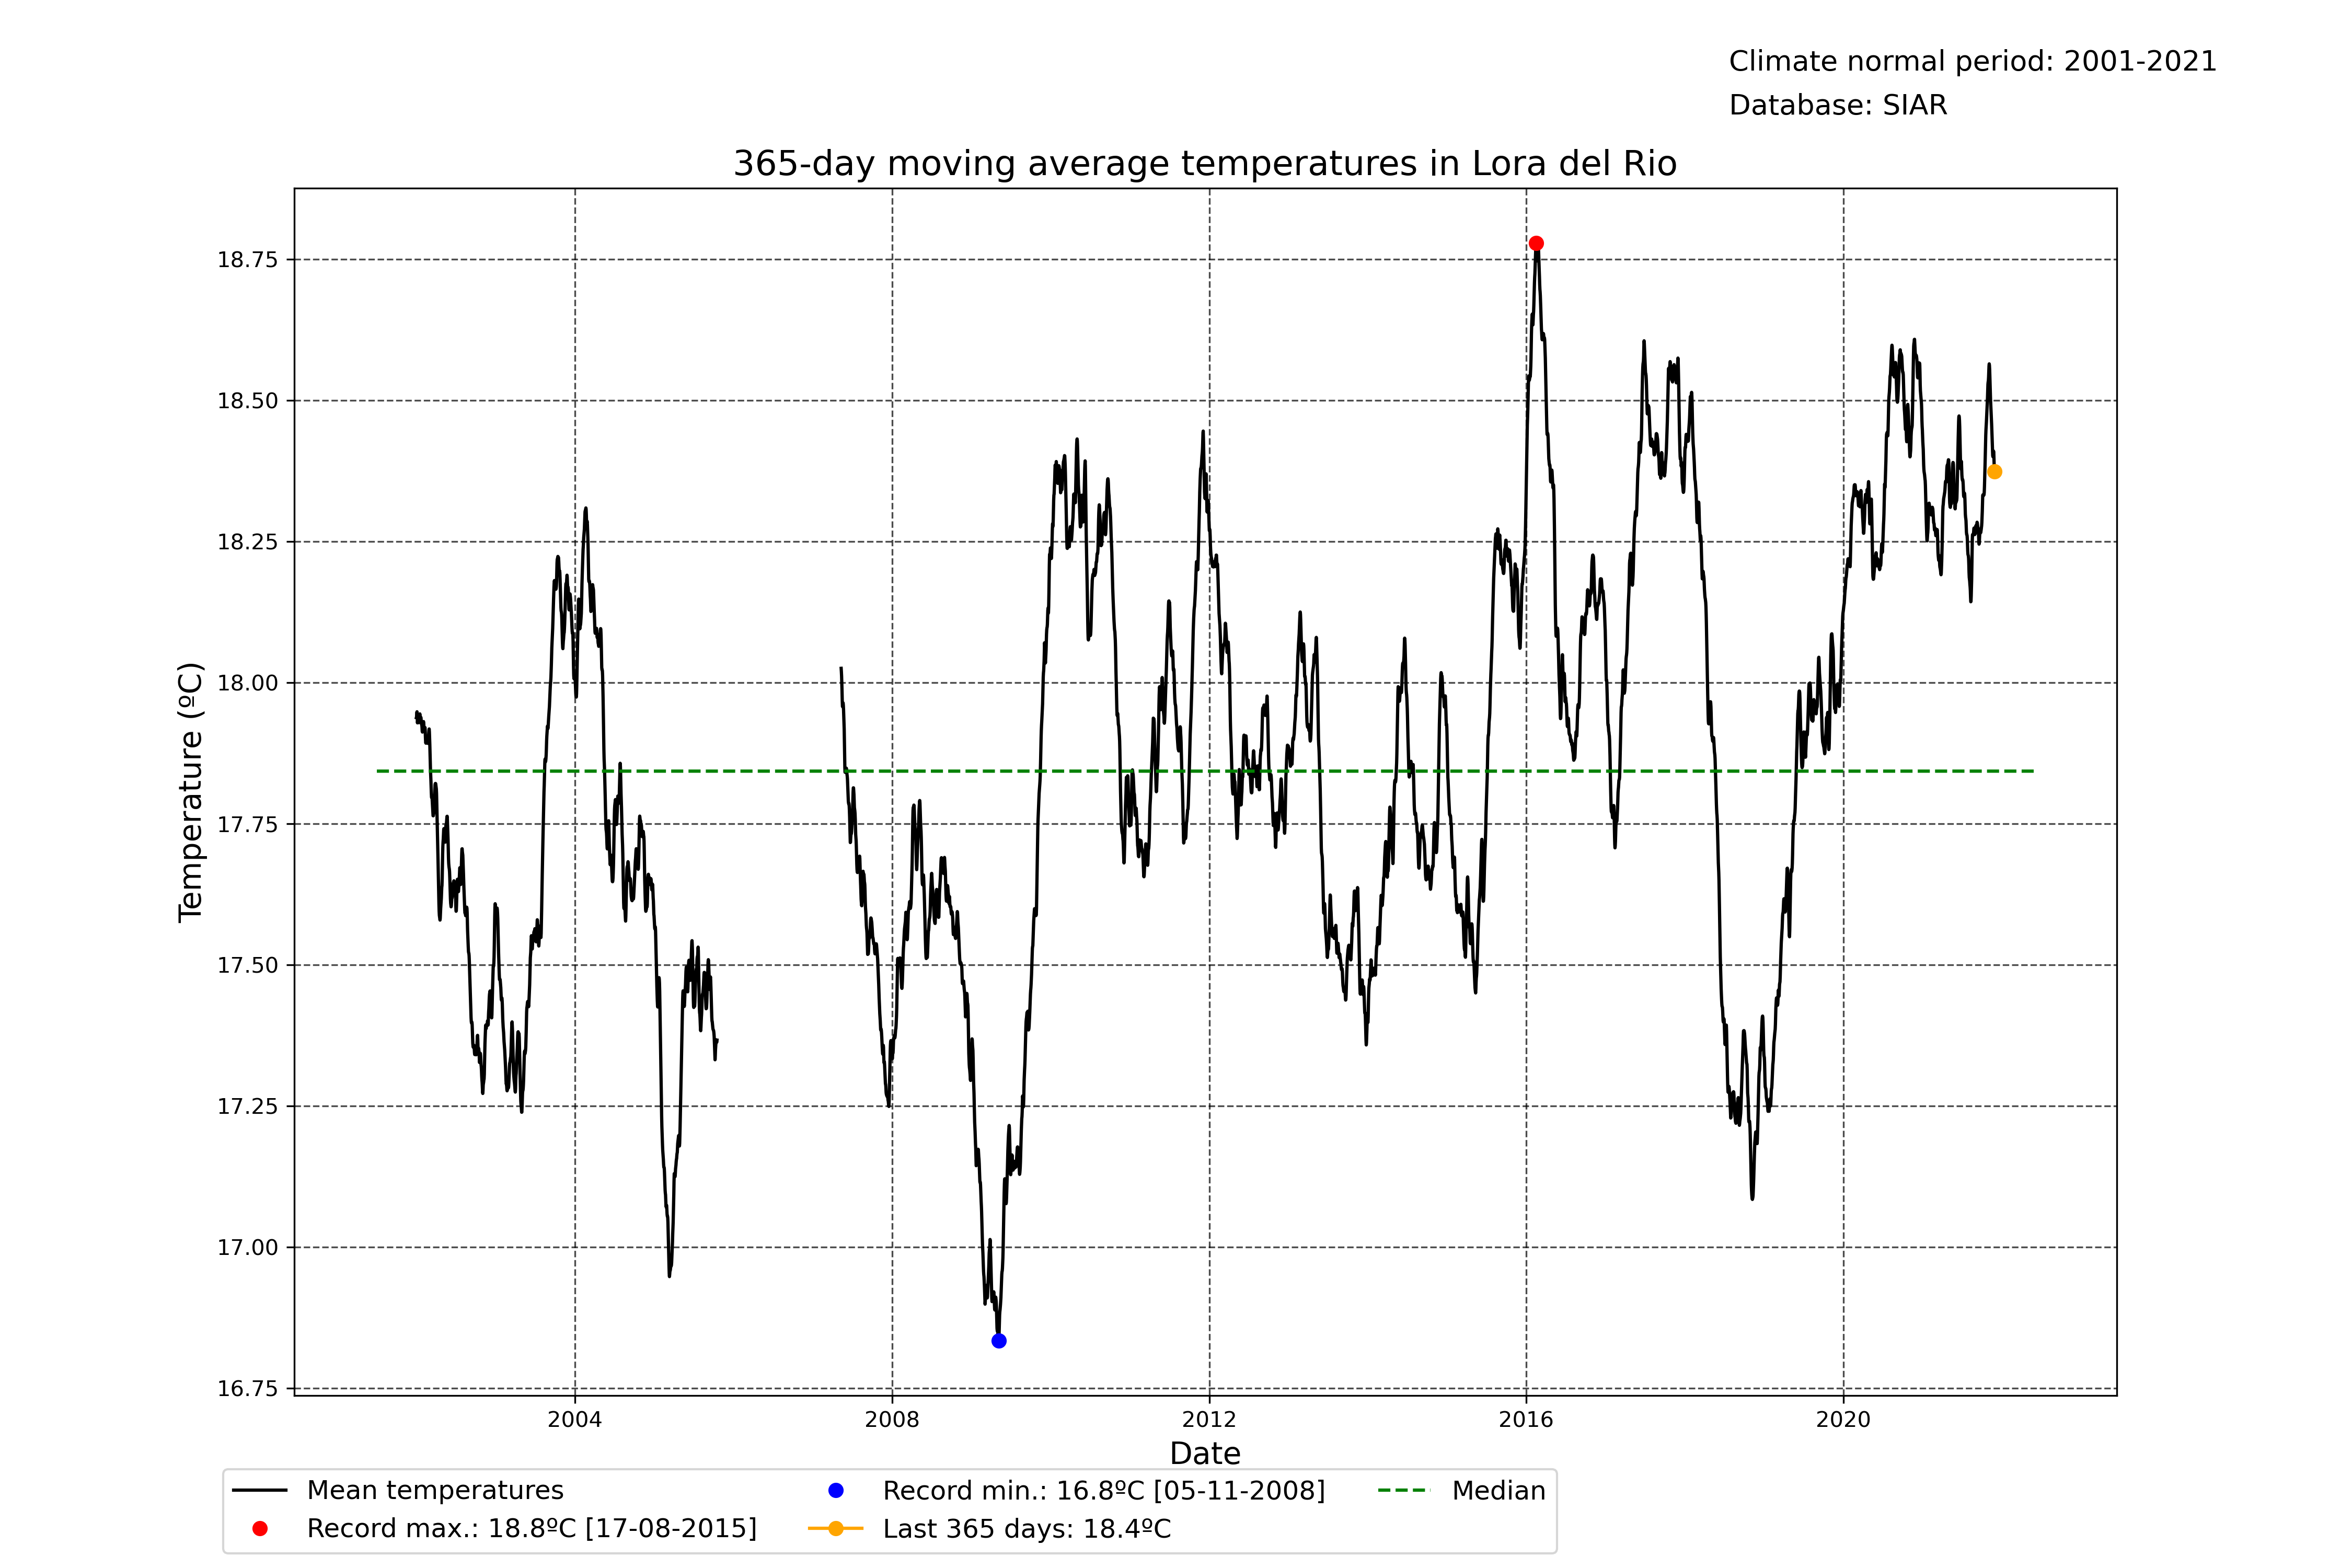 Climate normal period: 2001-2021
Database: SIAR
365-day moving average temperatures in Lora del Rio
18.75
18.50
18.25
18.00
17.75
17.50
17.25
17.00
16.75
Temperature (ºC)
2004
2008
2012
2016
2020
Date
Mean temperatures
Record max.: 18.8ºC [17-08-2015]
Record min.: 16.8ºC [05-11-2008]
Last 365 days: 18.4ºC
Median